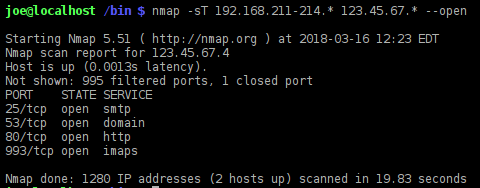 joe@localhost /bin $ nmap -sT 192.168.211-214.* 123.45.67.* --open
Starting Nmap 5.51 ( http://nmap.org ) at 2018-03-16 12:23 EDT
Nmap scan report for 123.45.67.4
Host is up (0.0013s latency).
Not shown: 995 filtered ports, 1 closed port
PORT    STATE SERVICE
25/tcp  open  smtp
53/tcp  open  domain
80/tcp  open  http
993/tcp open  imaps
Nmap done: 1280 IP addresses (2 hosts up) scanned in 19.83 seconds